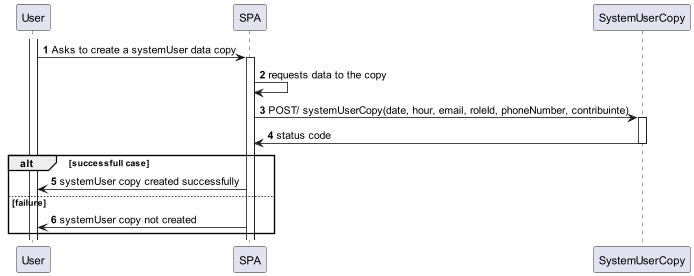 User SPA SystemUserCopy
1 Asks to create a systemUser data copy
2 requests data to the copy
3 POST/ systemUserCopy(date, hour, email, roleId, phoneNumber, contribuinte)
4 status code
alt [successfull case]
5 systemUser copy created successfully
[failure]
6 systemUser copy not created
User SPA SystemUserCopy